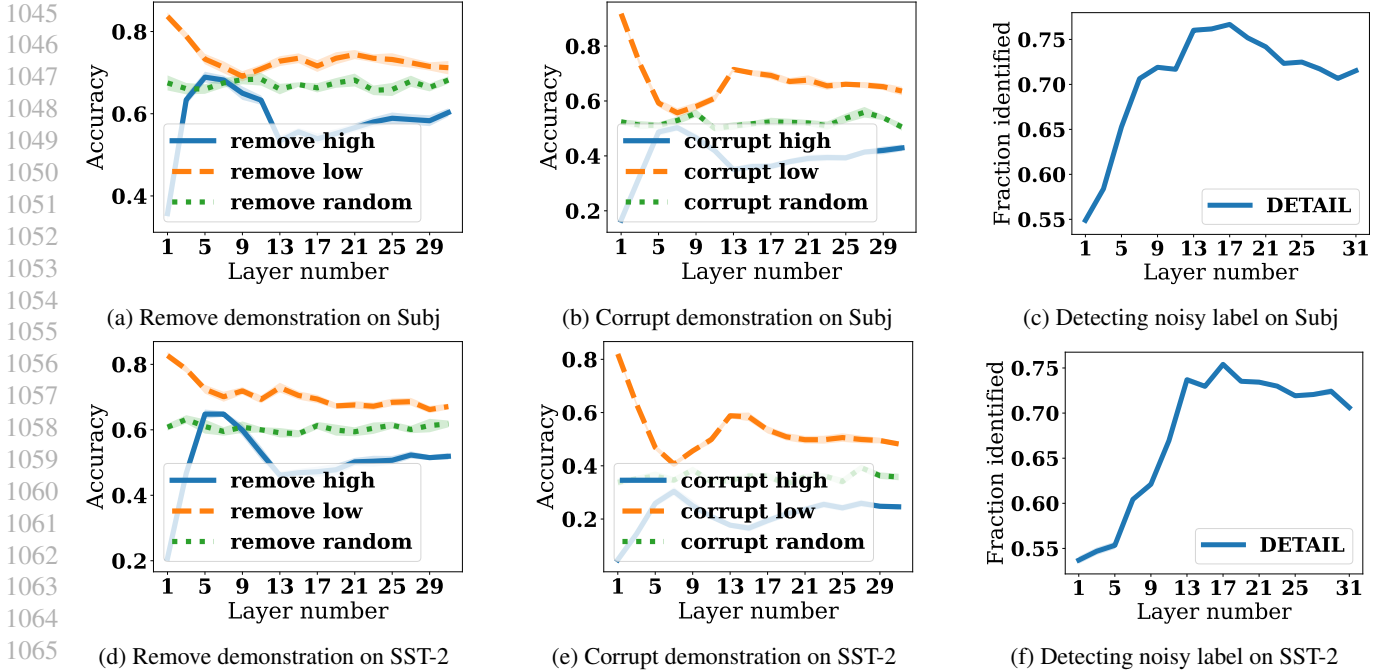 1045
1046
1047
1048
1049
1050
1051
1052
1053
1054
1055
1056
1057
1058
1059
1060
1061
1062
1063
1064
1065
Accuracy
0.8
0.6
0.4
remove high
remove low
remove random
1 5 9 13 17 21 25 29
Layer number
(a) Remove demonstration on Subj
Accuracy
0.8
0.6
0.4
0.2
corrupt high
corrupt low
corrupt random
1 5 9 13 17 21 25 29
Layer number
(b) Corrupt demonstration on Subj
Fraction identified
0.75
0.70
0.65
0.60
0.55
DETAIL
1 5 9 13 17 21 25 31
Layer number
(c) Detecting noisy label on Subj
Accuracy
0.8
0.6
0.4
0.2
remove high
remove low
remove random
1 5 9 13 17 21 25 29
Layer number
(d) Remove demonstration on SST-2
Accuracy
0.8
0.6
0.4
0.2
corrupt high
corrupt low
corrupt random
1 5 9 13 17 21 25 29
Layer number
(e) Corrupt demonstration on SST-2
Fraction identified
0.75
0.70
0.65
0.60
0.55
DETAIL
1 5 9 13 17 21 25 31
Layer number
(f) Detecting noisy label on SST-2